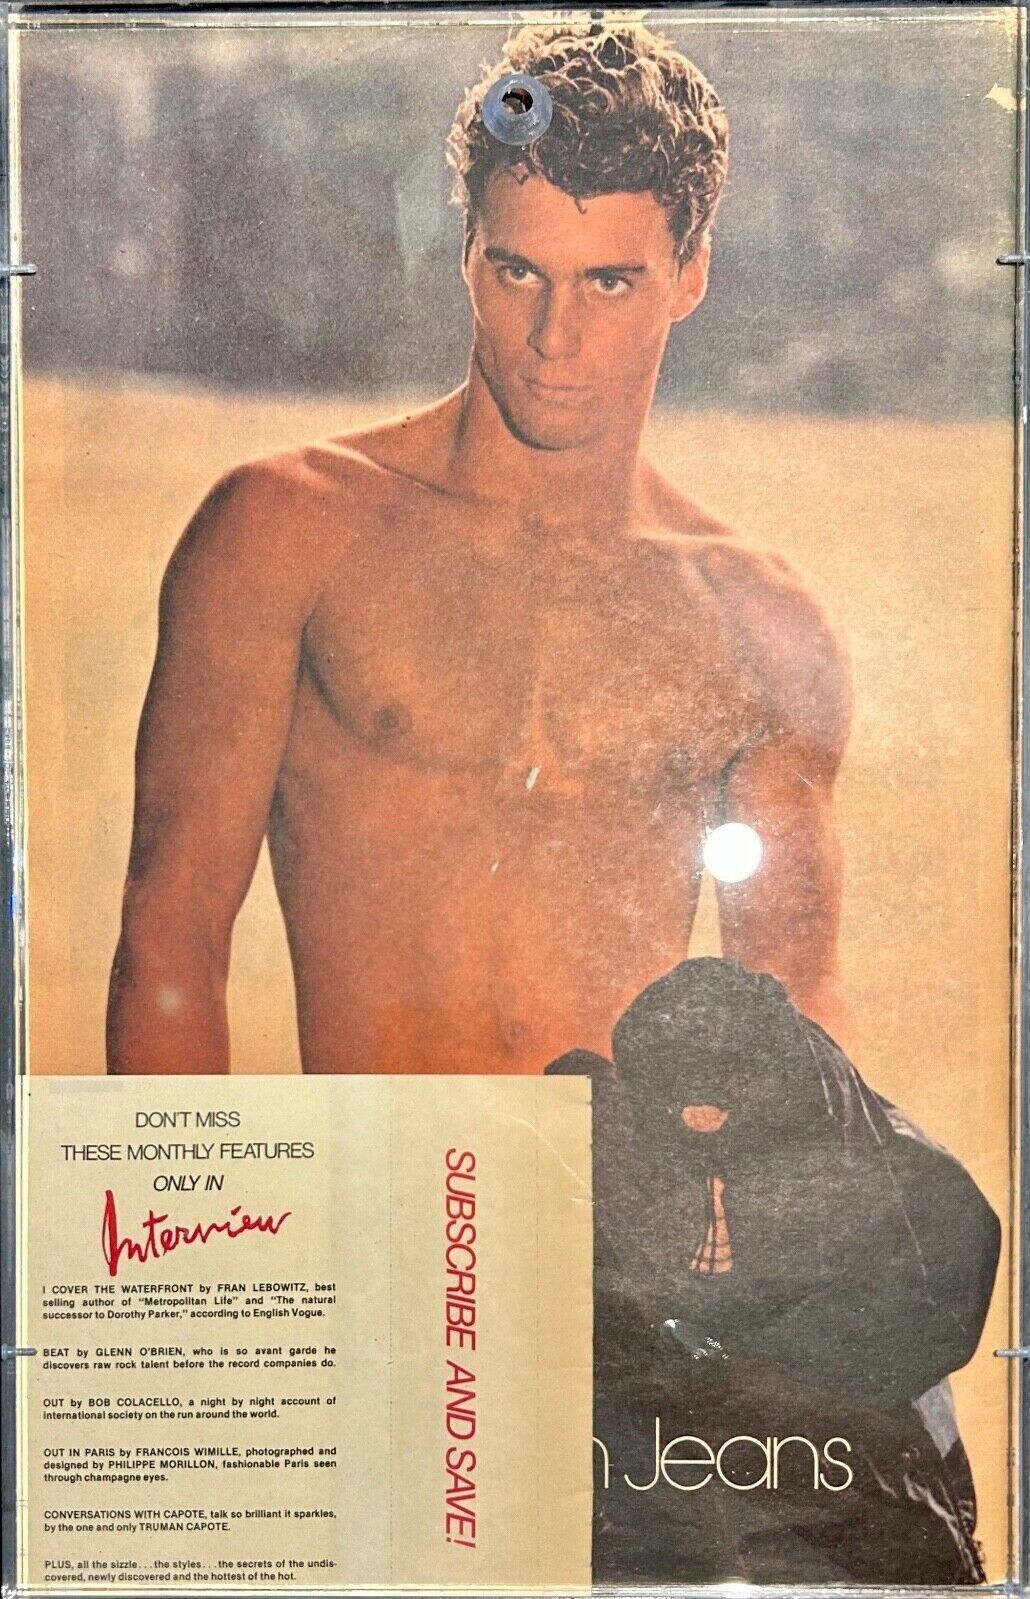 DON'T MISS
THESE MONTHLY FEATURES
ONLY IN
Interview
I COVER THE WATERFRONT by FRAN LEBOWITZ, best
selling author of "Metropolitan Life" and "The natural
successor to Dorothy Parker," according to English Vogue.
BEAT by GLENN O'BRIEN, who is so avant garde he
discovers raw rock talent before the record companies do.
OUT by BOB COLACELLO, a night by night account of
international society on the run around the world.
OUT IN PARIS by FRANCOIS WIMILLE, photographed and
designed by PHILIPPE MORILLON, fashionable Paris seen
through champagne eyes.
CONVERSATIONS WITH CAPOTE, talk so brilliant it sparkles,
by the one and only TRUMAN CAPOTE.
PLUS, all the sizzle...the styles...the secrets of the undis-
covered, newly discovered and the hottest of the hot.
SUBSCRIBE AND SAVE!
Jeans